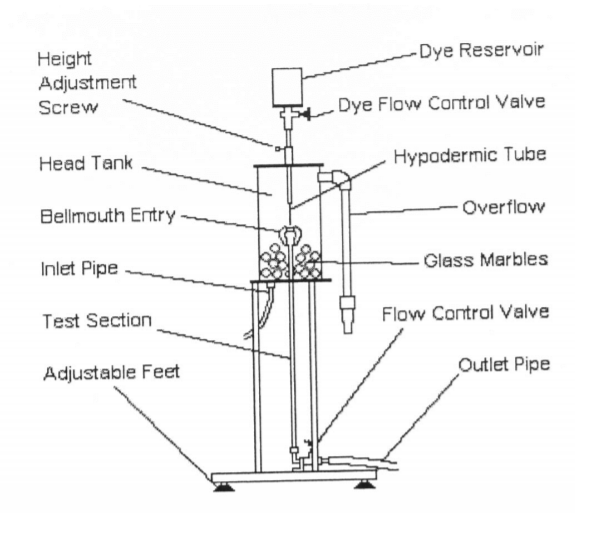 Height
Adjustment
Screw
Dye Reservoir
Dye Flow Control Valve
Head Tank
Hypodermic Tube
Bellmouth Entry
Overflow
Inlet Pipe
Glass Marbles
Test Section
Flow Control Valve
Adjustable Feet
Outlet Pipe